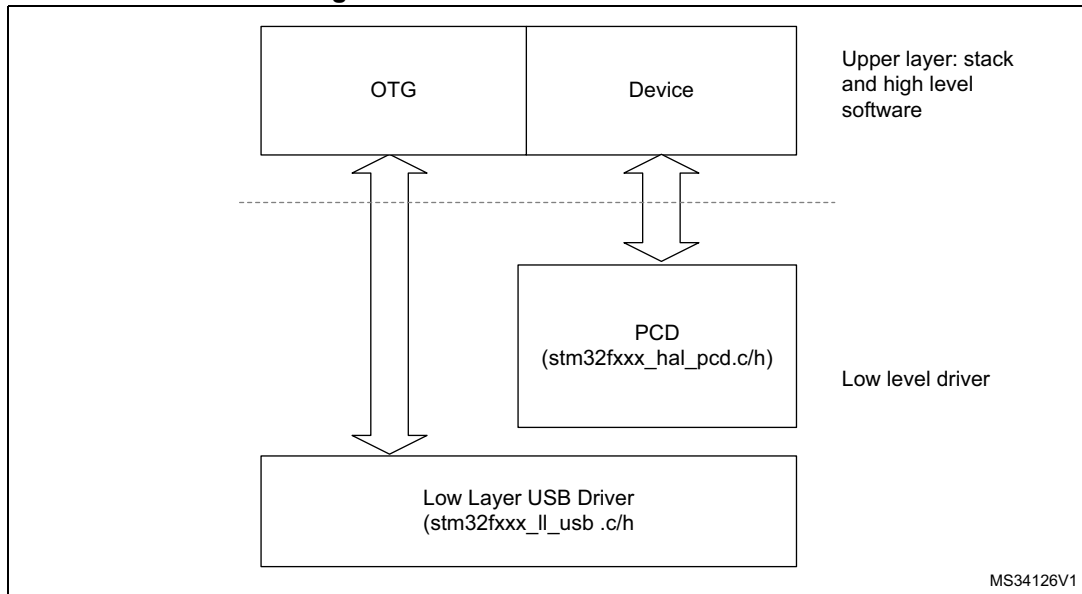 OTG
Device
Upper layer: stack
and high level
software
PCD
(stm32fxxx_hal_pcd.c/h)
Low level driver
Low Layer USB Driver
(stm32fxxx_ll_usb .c/h
MS34126V1